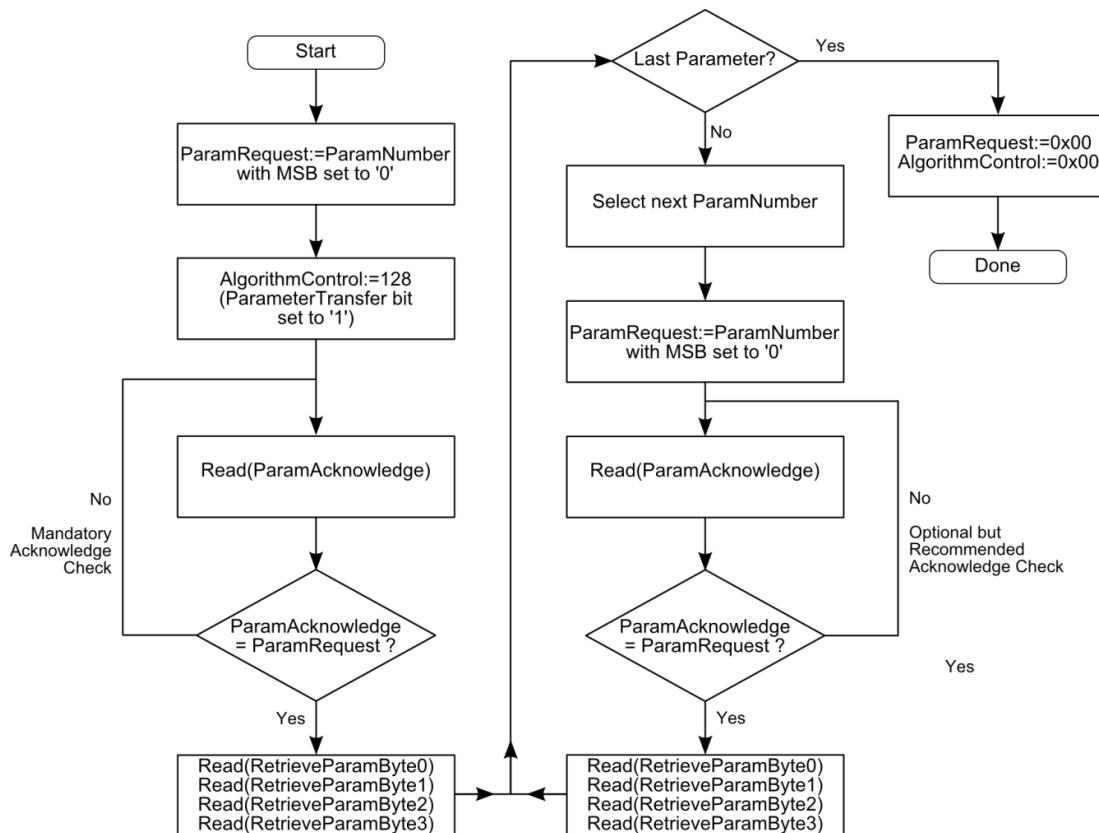 Start
ParamRequest:=ParamNumber
with MSB set to '0'
AlgorithmControl:=128
(ParameterTransfer bit
set to '1')
Read(ParamAcknowledge)
No
Mandatory
Acknowledge
Check
ParamAcknowledge
= ParamRequest ?
Yes
Read(RetrieveParamByte0)
Read(RetrieveParamByte1)
Read(RetrieveParamByte2)
Read(RetrieveParamByte3)
Last Parameter?
Yes
No
ParamRequest:=0x00
AlgorithmControl:=0x00
Done
Select next ParamNumber
ParamRequest:=ParamNumber
with MSB set to '0'
Read(ParamAcknowledge)
No
Optional but
Recommended
Acknowledge Check
ParamAcknowledge
= ParamRequest ?
Yes
Yes
Read(RetrieveParamByte0)
Read(RetrieveParamByte1)
Read(RetrieveParamByte2)
Read(RetrieveParamByte3)